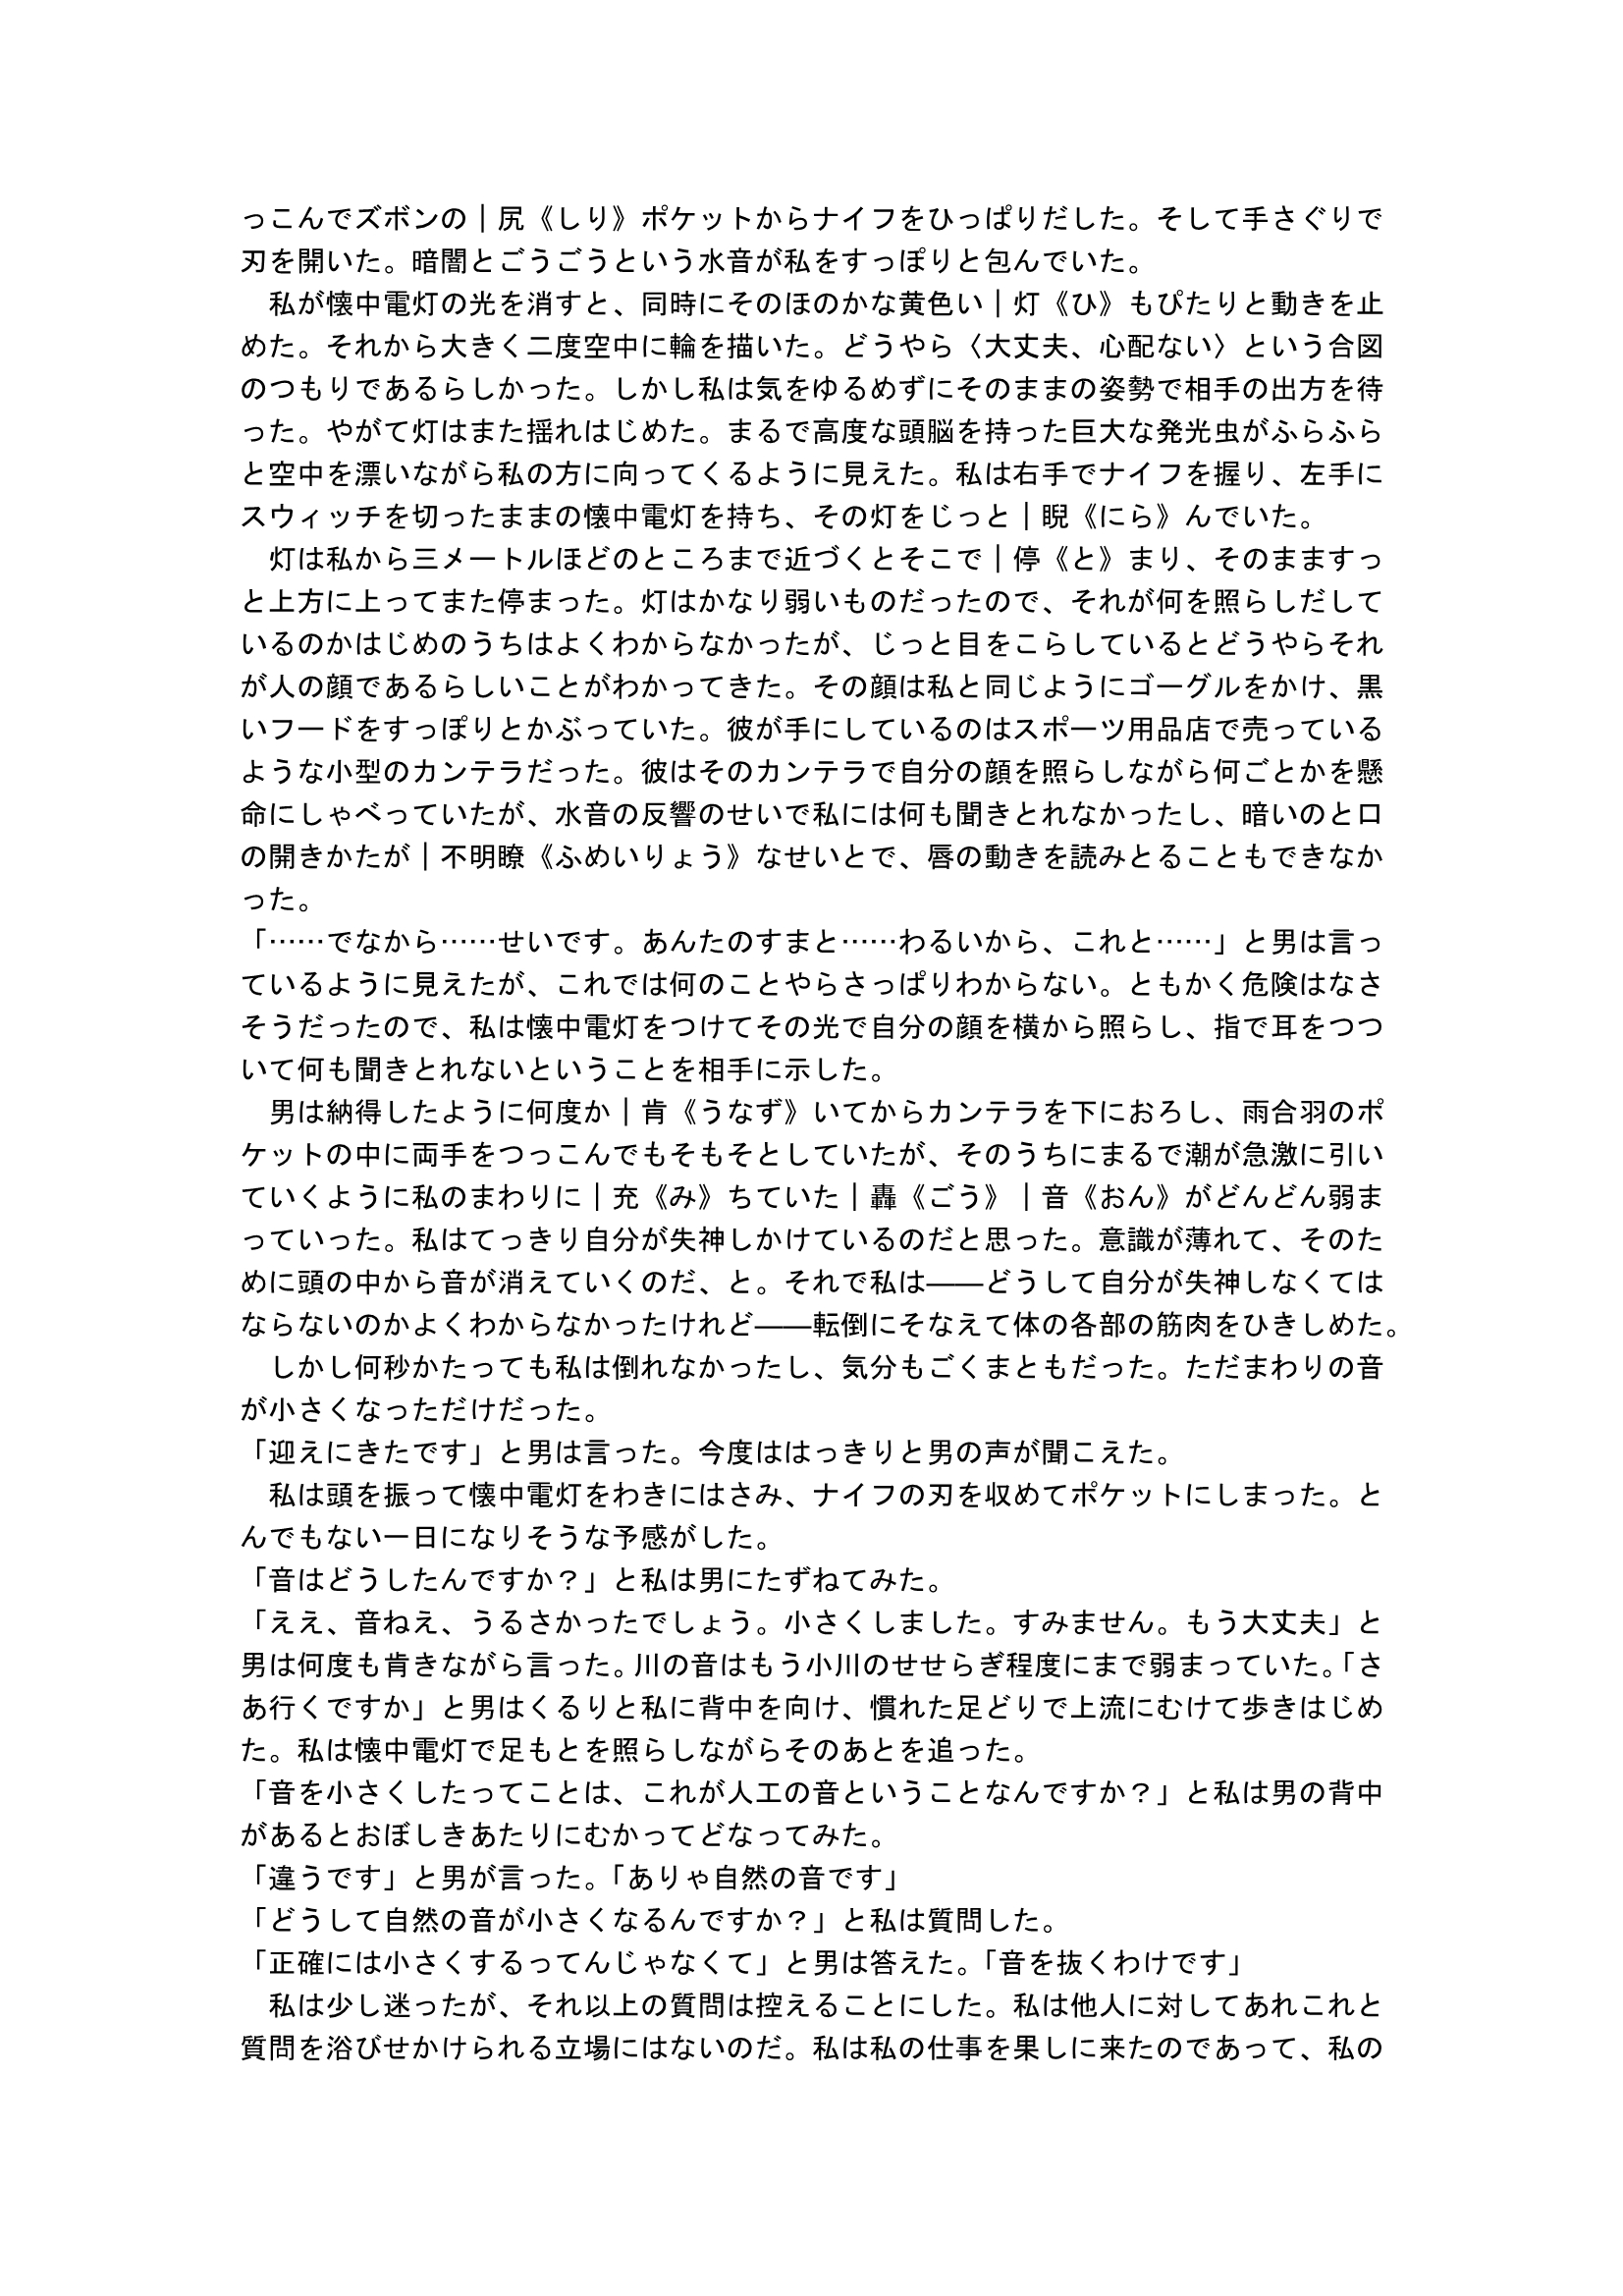 っこんでズボンの｜尻《しり》ポケットからナイフをひっぱりだした。そして手さぐりで
刃を開いた。暗闇とごうごうという水音が私をすっぽりと包んでいた。
　私が懐中電灯の光を消すと、同時にそのほのかな黄色い｜灯《ひ》もぴたりと動きを止
めた。それから大きく二度空中に輪を描いた。どうやら〈大丈夫、心配ない〉という合図
のつもりであるらしかった。しかし私は気をゆるめずにそのままの姿勢で相手の出方を待
った。やがて灯はまた揺れはじめた。まるで高度な頭脳を持った巨大な発光虫がふらふら
と空中を漂いながら私の方に向ってくるように見えた。私は右手でナイフを握り、左手に
スウィッチを切ったままの懐中電灯を持ち、その灯をじっと｜睨《にら》んでいた。
　灯は私から三メートルほどのところまで近づくとそこで｜停《と》まり、そのまますっ
と上方に上ってまた停まった。灯はかなり弱いものだったので、それが何を照らしだして
いるのかはじめのうちはよくわからなかったが、じっと目をこらしているとどうやらそれ
が人の顔であるらしいことがわかってきた。その顔は私と同じようにゴーグルをかけ、黒
いフードをすっぽりとかぶっていた。彼が手にしているのはスポーツ用品店で売っている
ような小型のカンテラだった。彼はそのカンテラで自分の顔を照らしながら何ごとかを懸
命にしゃべっていたが、水音の反響のせいで私には何も聞きとれなかったし、暗いのと口
の開きかたが｜不明瞭《ふめいりょう》なせいとで、唇の動きを読みとることもできなか
った。
「……でなから……せいです。あんたのすまと……わるいから、これと……」と男は言っ
ているように見えたが、これでは何のことやらさっぱりわからない。ともかく危険はなさ
そうだったので、私は懐中電灯をつけてその光で自分の顔を横から照らし、指で耳をつつ
いて何も聞きとれないということを相手に示した。
　男は納得したように何度か｜肯《うなず》いてからカンテラを下におろし、雨合羽のポ
ケットの中に両手をつっこんでもそもそとしていたが、そのうちにまるで潮が急激に引い
ていくように私のまわりに｜充《み》ちていた｜轟《ごう》｜音《おん》がどんどん弱ま
っていった。私はてっきり自分が失神しかけているのだと思った。意識が薄れて、そのた
めに頭の中から音が消えていくのだ、と。それで私は――どうして自分が失神しなくては
ならないのかよくわからなかったけれど――転倒にそなえて体の各部の筋肉をひきしめた。
　しかし何秒かたっても私は倒れなかったし、気分もごくまともだった。ただまわりの音
が小さくなっただけだった。
「迎えにきたです」と男は言った。今度ははっきりと男の声が聞こえた。
　私は頭を振って懐中電灯をわきにはさみ、ナイフの刃を収めてポケットにしまった。と
んでもない一日になりそうな予感がした。
「音はどうしたんですか？」と私は男にたずねてみた。
「ええ、音ねえ、うるさかったでしょう。小さくしました。すみません。もう大丈夫」と
男は何度も肯きながら言った。川の音はもう小川のせせらぎ程度にまで弱まっていた。「さ
あ行くですか」と男はくるりと私に背中を向け、慣れた足どりで上流にむけて歩きはじめ
た。私は懐中電灯で足もとを照らしながらそのあとを追った。
「音を小さくしたってことは、これが人工の音ということなんですか？」と私は男の背中
があるとおぼしきあたりにむかってどなってみた。
「違うです」と男が言った。「ありゃ自然の音です」
「どうして自然の音が小さくなるんですか？」と私は質問した。
「正確には小さくするってんじゃなくて」と男は答えた。「音を抜くわけです」
　私は少し迷ったが、それ以上の質問は控えることにした。私は他人に対してあれこれと
質問を浴びせかけられる立場にはないのだ。私は私の仕事を果しに来たのであって、私の